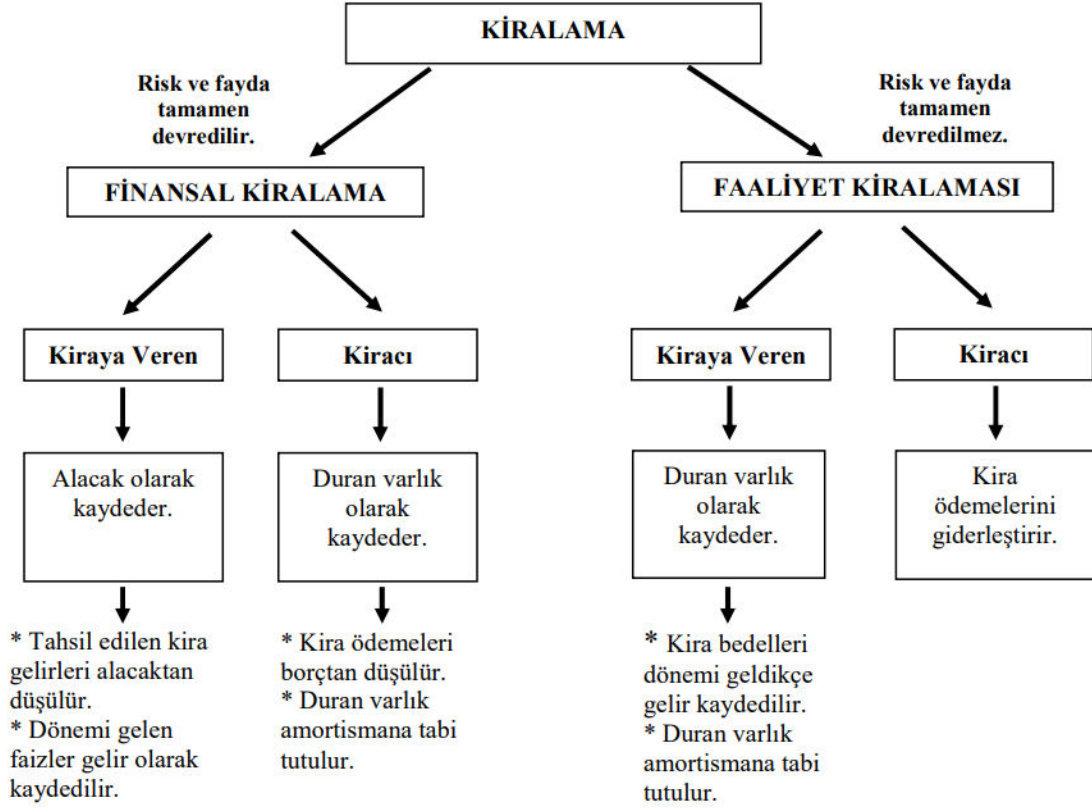 KİRALAMA
Risk ve fayda
tamamen
devredilir.
Risk ve fayda
tamamen
devredilmez.
FİNANSAL KİRALAMA
FAALİYET KİRALAMASI
Kiraya Veren
Kiracı
Kiraya Veren
Kiracı
Alacak olarak
kaydeder.
Duran varlık
olarak
kaydeder.
Duran varlık
olarak
kaydeder.
Kira
ödemelerini
giderleştirir.
* Tahsil edilen kira
gelirleri alacaktan
düşülür.
* Dönemi gelen
faizler gelir olarak
kaydedilir.
* Kira ödemeleri
borçtan düşülür.
* Duran varlık
amortismana tabi
tutulur.
* Kira bedelleri
dönemi geldikçe
gelir kaydedilir.
* Duran varlık
amortismana tabi
tutulur.